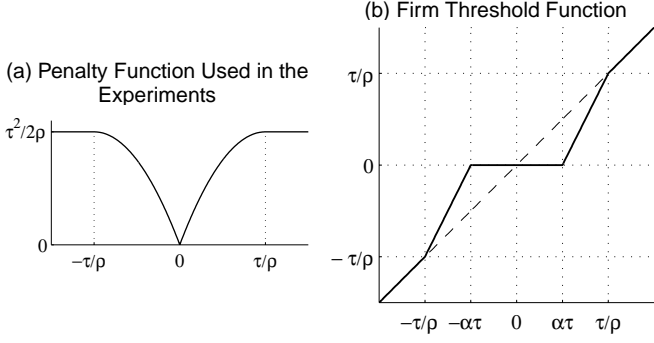 (a) Penalty Function Used in the
Experiments
τ²/2ρ
0
−τ/ρ 0 τ/ρ
(b) Firm Threshold Function
τ/ρ
0
− τ/ρ
−τ/ρ −ατ 0 ατ τ/ρ